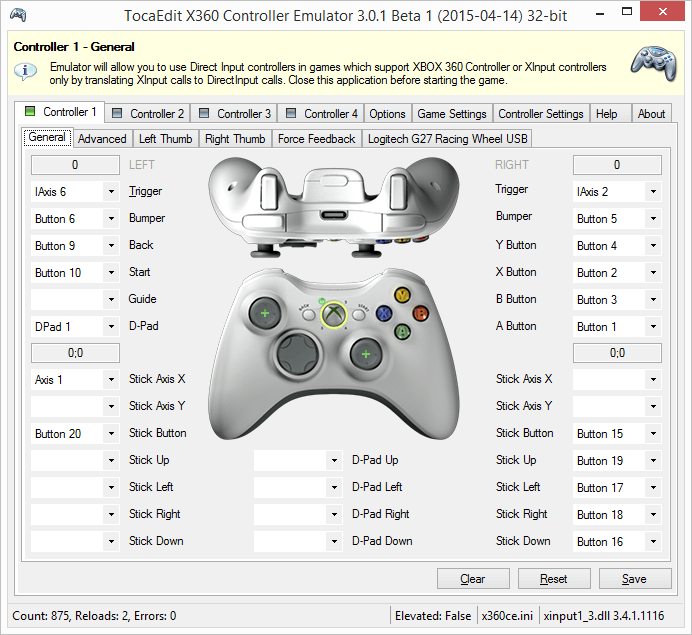 TocaEdit X360 Controller Emulator 3.0.1 Beta 1 (2015-04-14) 32-bit
Controller 1 - General
Emulator will allow you to use Direct Input controllers in games which support XBOX 360 Controller or XInput controllers
only by translating XInput calls to DirectInput calls. Close this application before starting the game.
Controller 1 Controller 2 Controller 3 Controller 4 Options Game Settings Controller Settings Help About
General Advanced Left Thumb Right Thumb Force Feedback Logitech G27 Racing Wheel USB
0 LEFT RIGHT 0
IAxis 6 Trigger Trigger IAxis 2
Button 6 Bumper Bumper Button 5
Button 9 Back Y Button Button 4
Button 10 Start X Button Button 2
Guide B Button Button 3
DPad 1 D-Pad A Button Button 1
BACK START
Y
X B
A
0;0 0;0
Axis 1 Stick Axis X Stick Axis X
Stick Axis Y Stick Axis Y
Button 20 Stick Button Stick Button Button 15
Stick Up D-Pad Up Stick Up Button 19
Stick Left D-Pad Left Stick Left Button 17
Stick Right D-Pad Right Stick Right Button 18
Stick Down D-Pad Down Stick Down Button 16
Clear Reset Save
Count: 875, Reloads: 2, Errors: 0 Elevated: False x360ce.ini xinput1_3.dll 3.4.1.1116